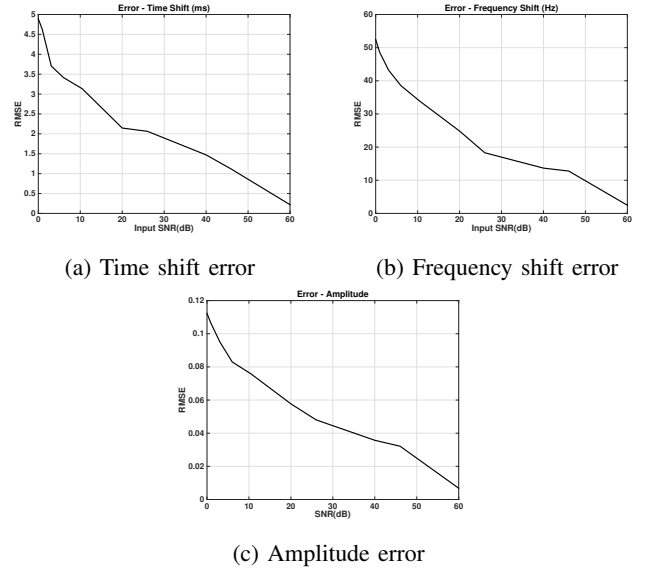 Error - Time Shift (ms)
5
4.5
4
3.5
3
2.5
2
1.5
1
0.5
0
RMSE
0 10 20 30 40 50 60
Input SNR(dB)
(a) Time shift error
Error - Frequency Shift (Hz)
60
50
40
30
20
10
0
RMSE
0 10 20 30 40 50 60
Input SNR(dB)
(b) Frequency shift error
Error - Amplitude
0.12
0.1
0.08
0.06
0.04
0.02
0
RMSE
0 10 20 30 40 50 60
SNR(dB)
(c) Amplitude error